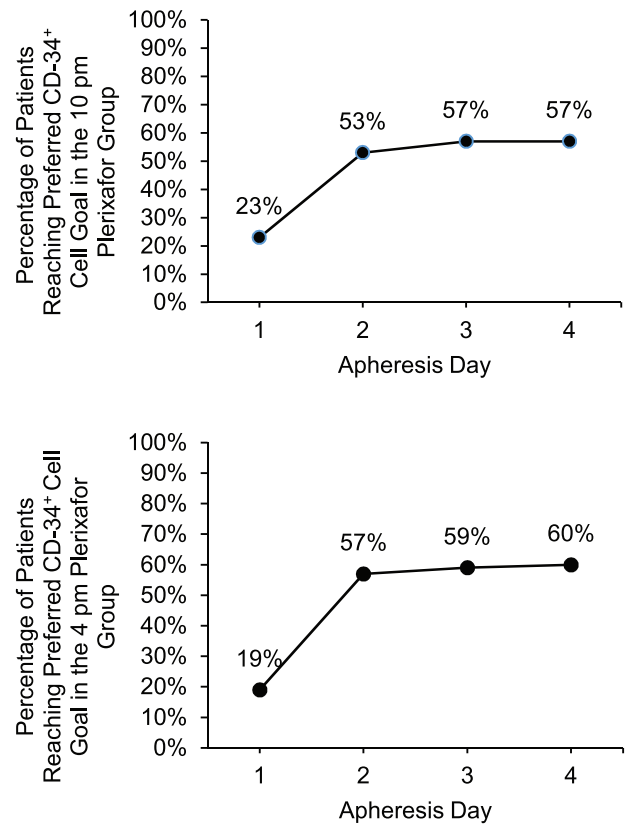 Percentage of Patients
Reaching Preferred CD-34+
Cell Goal in the 10 pm
Plerixafor Group
100%
90%
80%
70%
60%
50%
40%
30%
20%
10%
0%
23%
53%
57%
57%
1 2 3 4
Apheresis Day
Percentage of Patients
Reaching Preferred CD-34+ Cell
Goal in the 4 pm Plerixafor
Group
100%
90%
80%
70%
60%
50%
40%
30%
20%
10%
0%
19%
57%
59%
60%
1 2 3 4
Apheresis Day